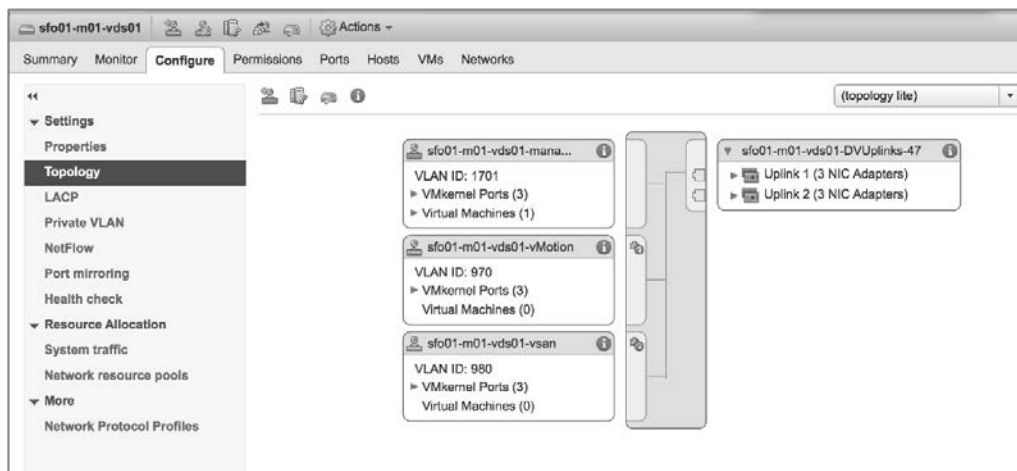 sfo01-m01-vds01 Actions
Summary Monitor Configure Permissions Ports Hosts VMs Networks
Settings
Properties
Topology
LACP
Private VLAN
NetFlow
Port mirroring
Health check
Resource Allocation
System traffic
Network resource pools
More
Network Protocol Profiles
(topology lite)
sfo01-m01-vds01-mana...
VLAN ID: 1701
VMkernel Ports (3)
Virtual Machines (1)
sfo01-m01-vds01-vMotion
VLAN ID: 970
VMkernel Ports (3)
Virtual Machines (0)
sfo01-m01-vds01-vsan
VLAN ID: 980
VMkernel Ports (3)
Virtual Machines (0)
sfo01-m01-vds01-DVUplinks-47
Uplink 1 (3 NIC Adapters)
Uplink 2 (3 NIC Adapters)